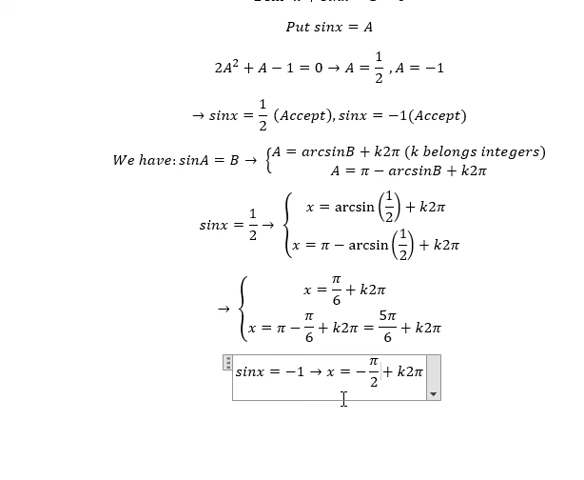 Put sinx = A
2A² + A − 1 = 0 → A = 1/2 , A = −1
→ sinx = 1/2 (Accept), sinx = −1(Accept)
We have: sinA = B → { A = arcsinB + k2π (k belongs integers)
A = π − arcsinB + k2π
sinx = 1/2 → { x = arcsin(1/2) + k2π
x = π − arcsin(1/2) + k2π
→ { x = π/6 + k2π
x = π − π/6 + k2π = 5π/6 + k2π
sinx = −1 → x = −π/2 + k2π